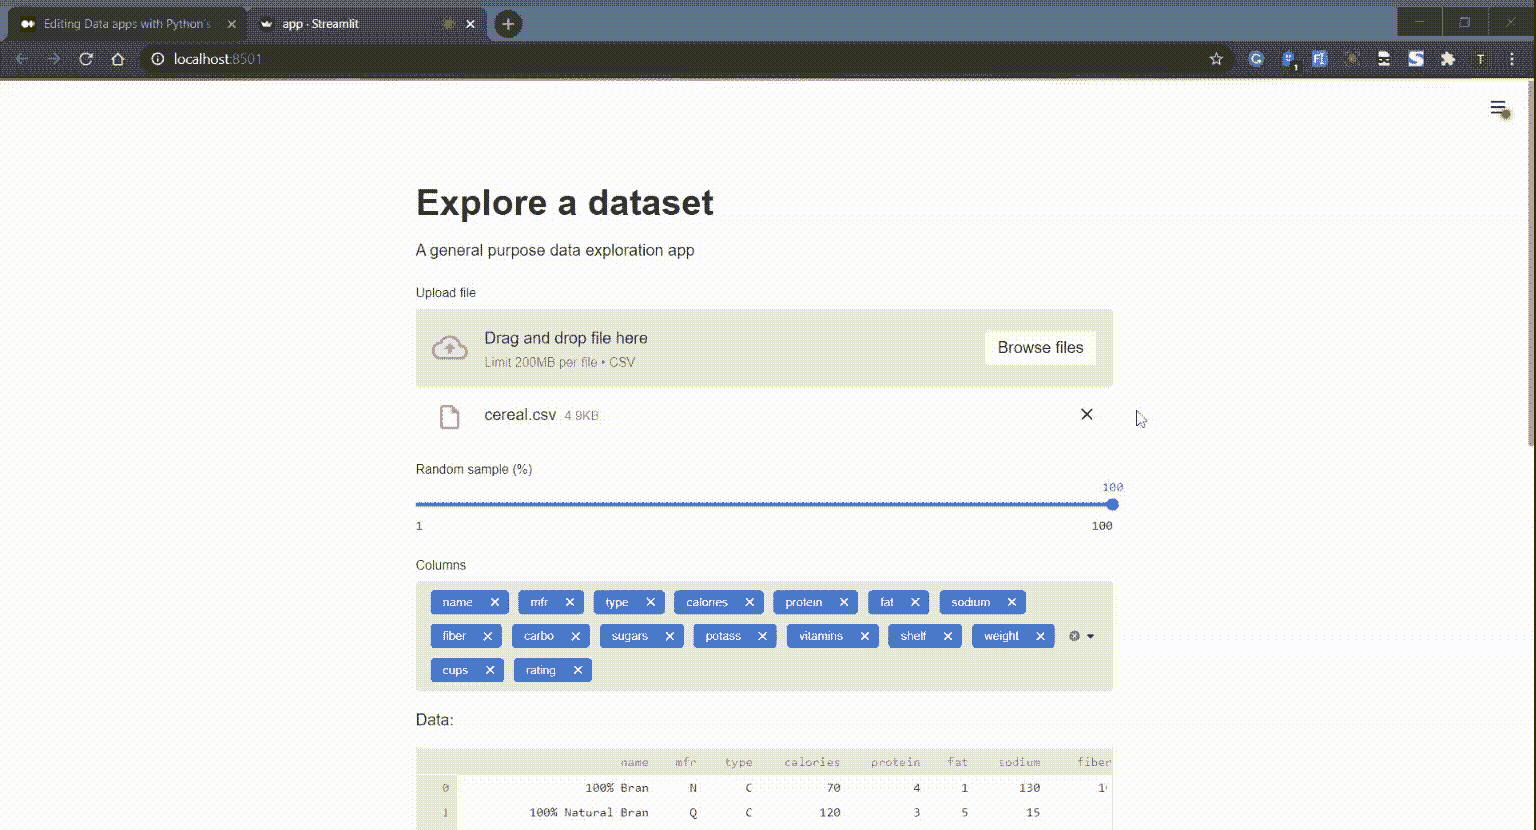 Editing Data apps with Python's
app · Streamlit
localhost:8501
1
T
Explore a dataset
A general purpose data exploration app
Upload file
Drag and drop file here
Limit 200MB per file • CSV
Browse files
cereal.csv 4.9KB
Random sample (%)
100
1 100
Columns
name mfr type calories protein fat sodium
fiber carbo sugars potass vitamins shelf weight
cups rating
Data:
name mfr type calories protein fat sodium fiber
0 100% Bran N C 70 4 1 130
1 100% Natural Bran Q C 120 3 5 15